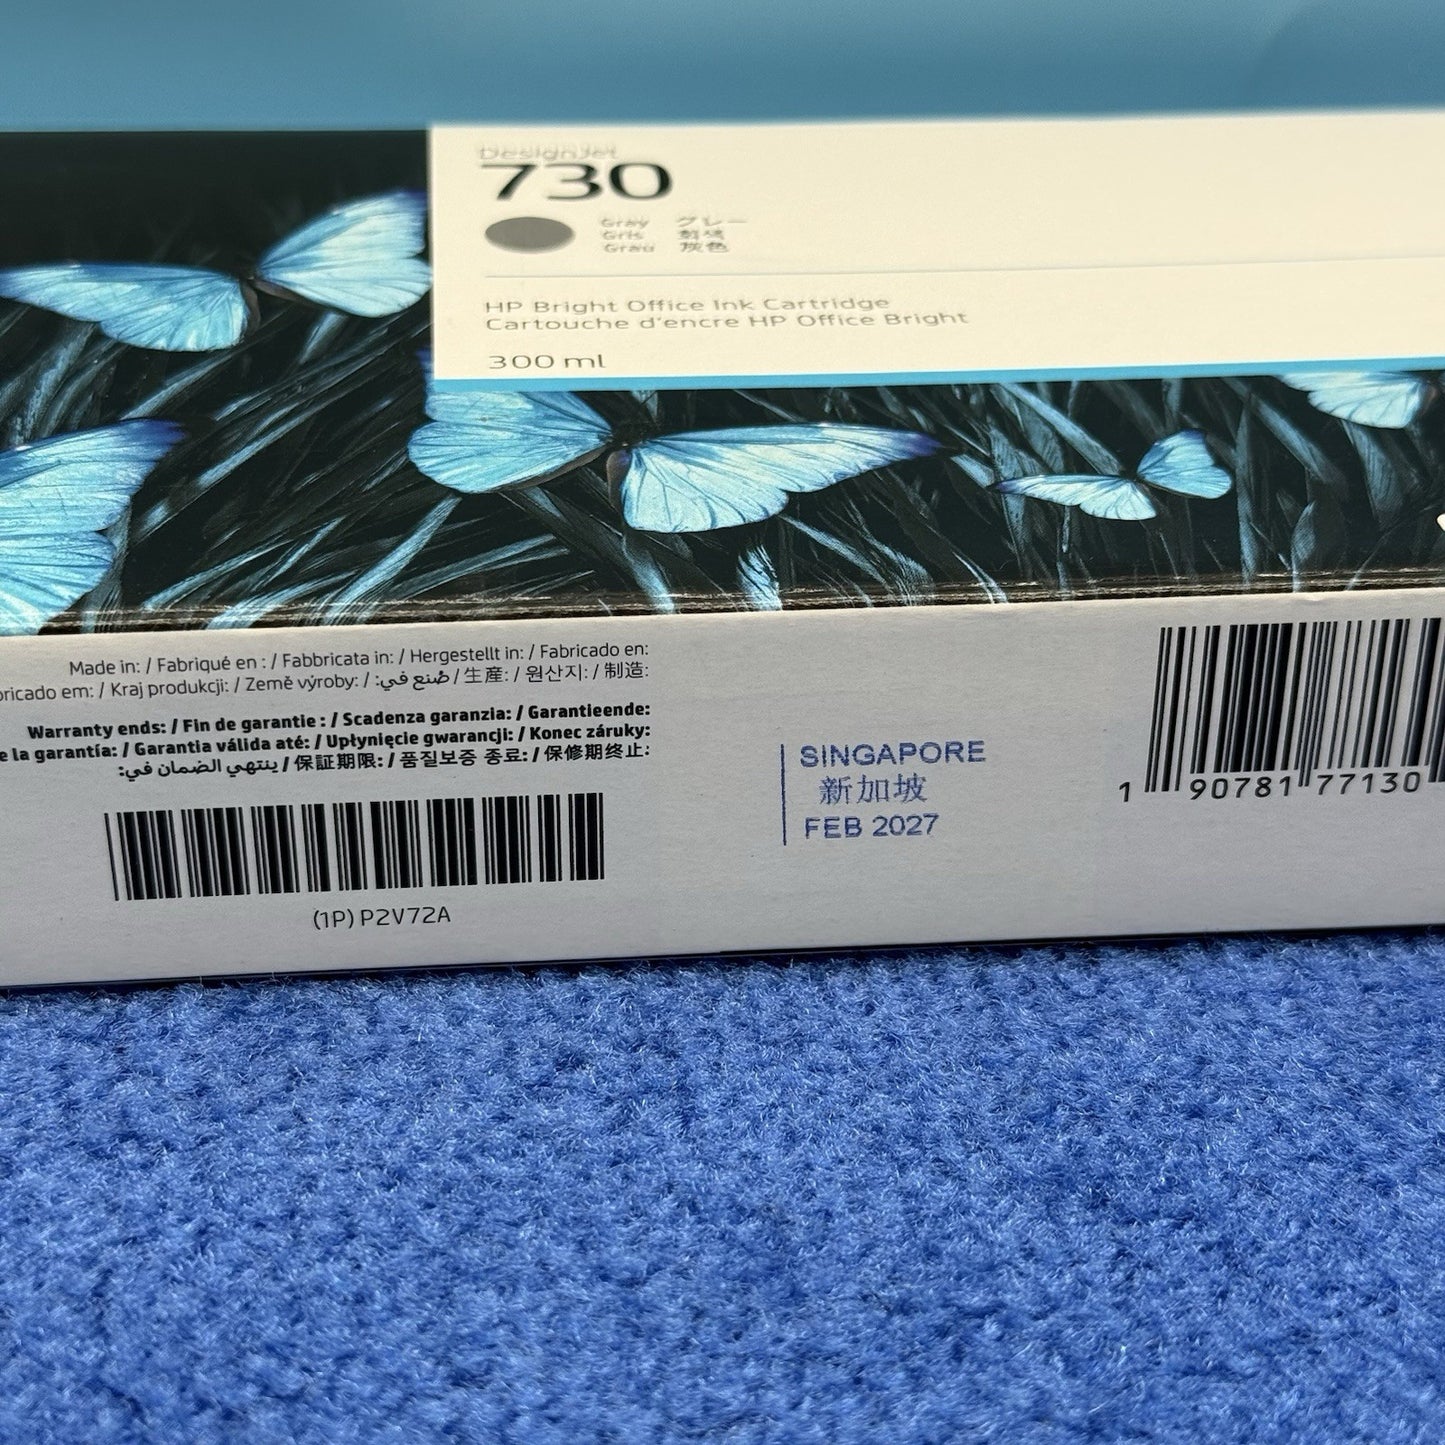 DesignJet
730
Gray グレー
Gris 회색
Grau 灰色
HP Bright Office Ink Cartridge
Cartouche d'encre HP Office Bright
300 ml
Made in: / Fabriqué en : / Fabbricata in: / Hergestellt in: / Fabricado en:
bricado em: / Kraj produkcji: / Země výroby: / صُنع في: / 生産: / 원산지: / 制造:
Warranty ends: / Fin de garantie : / Scadenza garanzia: / Garantieende:
e la garantía: / Garantia válida até: / Upłynięcie gwarancji: / Konec záruky:
ينتهي الضمان في: / 保証期限: / 품질보증 종료: / 保修期终止:
(1P) P2V72A
SINGAPORE
新加坡
FEB 2027
1 90781 77130